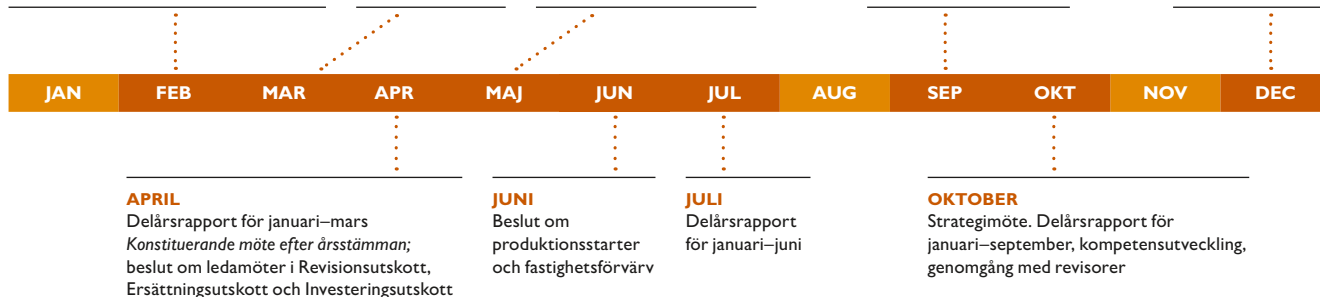 JAN FEB MAR APR MAJ JUN JUL AUG SEP OKT NOV DEC
APRIL
Delårsrapport för januari–mars
Konstituerande möte efter årsstämman;
beslut om ledamöter i Revisionsutskott,
Ersättningsutskott och Investeringsutskott
JUNI
Beslut om
produktionsstarter
och fastighetsförvärv
JULI
Delårsrapport
för januari–juni
OKTOBER
Strategimöte. Delårsrapport för
januari–september, kompetensutveckling,
genomgång med revisorer